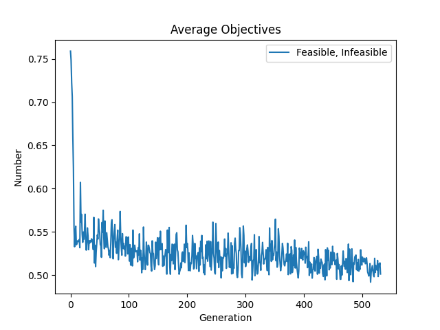 Average Objectives
Feasible, Infeasible
0.75
0.70
0.65
0.60
0.55
0.50
Number
0 100 200 300 400 500
Generation